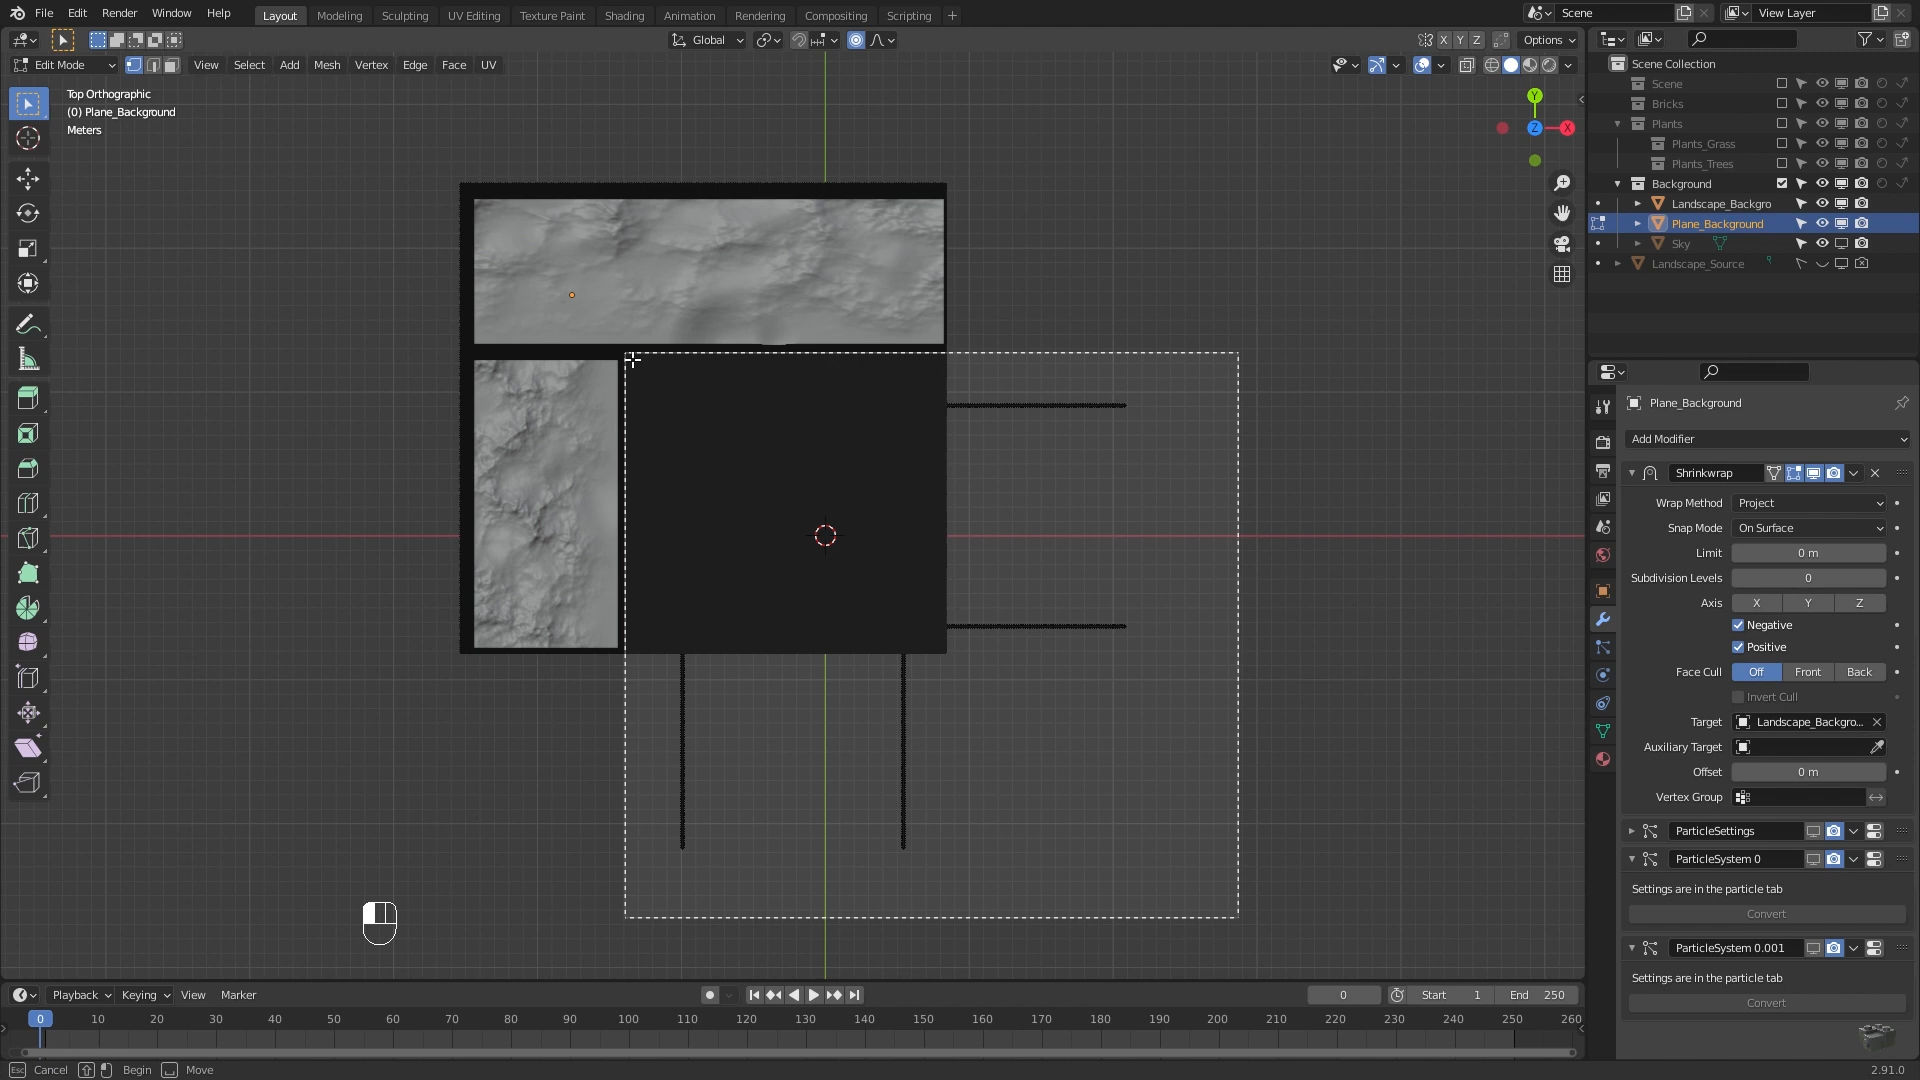 File Edit Render Window Help
Layout Modeling Sculpting UV Editing Texture Paint Shading Animation Rendering Compositing Scripting +
Scene
View Layer
Global
X Y Z
Options
Edit Mode
View Select Add Mesh Vertex Edge Face UV
Top Orthographic
(0) Plane_Background
Meters
Y
Z
X
Scene Collection
Scene
Bricks
Plants
Plants_Grass
Plants_Trees
Background
Landscape_Backgro
Plane_Background
Sky
Landscape_Source
Plane_Background
Add Modifier
Shrinkwrap
Wrap Method Project
Snap Mode On Surface
Limit 0 m
Subdivision Levels 0
Axis X Y Z
Negative
Positive
Face Cull Off Front Back
Invert Cull
Target Landscape_Backgro...
Auxiliary Target
Offset 0 m
Vertex Group
ParticleSettings
ParticleSystem 0
Settings are in the particle tab
Convert
ParticleSystem 0.001
Settings are in the particle tab
Convert
Playback Keying View Marker
0
Start 1 End 250
0 10 20 30 40 50 60 70 80 90 100 110 120 130 140 150 160 170 180 190 200 210 220 230 240 250 260
Esc Cancel Begin Move
2.91.0